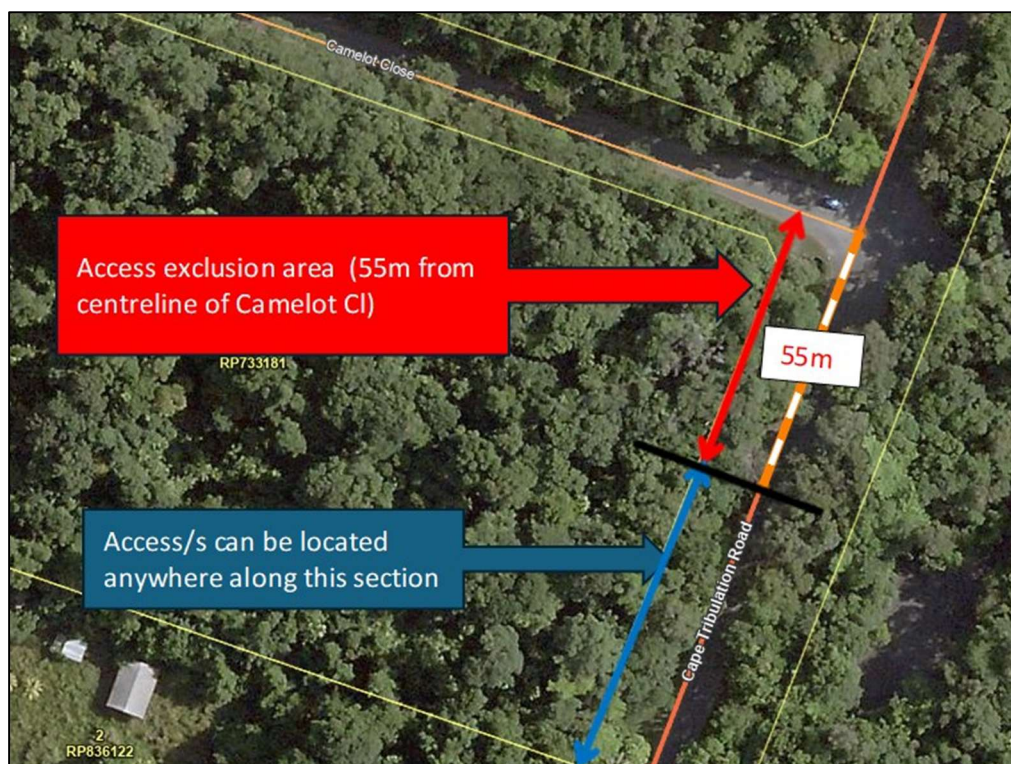 Camelot Close
Access exclusion area (55m from
centreline of Camelot Cl)
RP733181
55m
Access/s can be located
anywhere along this section
Cape Tribulation Road
2
RP836122